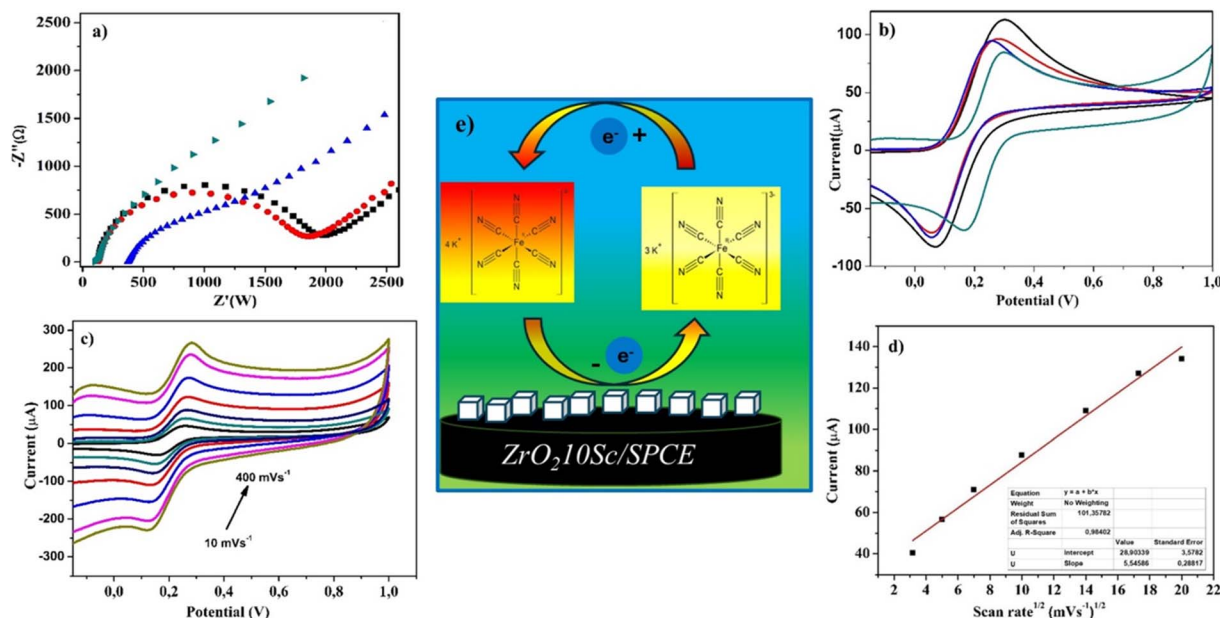 a)
-Z''(Ω)
2500
2000
1500
1000
500
0
0
500
1000
1500
2000
2500
Z'(W)
b)
Current(µA)
100
50
0
-50
-100
0,0
0,2
0,4
0,6
0,8
1,0
Potential (V)
c)
Current (µA)
300
200
100
0
-100
-200
-300
400 mVs-1
10 mVs-1
0,0
0,2
0,4
0,6
0,8
1,0
Potential (V)
e)
e- +
4 K+
N
C
Fe
3 K+
3-
N
C
Fe
- e-
ZrO₂10Sc/SPCE
d)
Current (µA)
140
120
100
80
60
40
Equation y = a + b*x
Weight No Weighting
Residual Sum of Squares 101,35782
Adj. R-Square 0,98402
Value Standard Error
U Intercept 28,90339 3,5782
U Slope 5,54586 0,28817
0 2 4 6 8 10 12 14 16 18 20 22
Scan rate1/2 (mVs-1)1/2